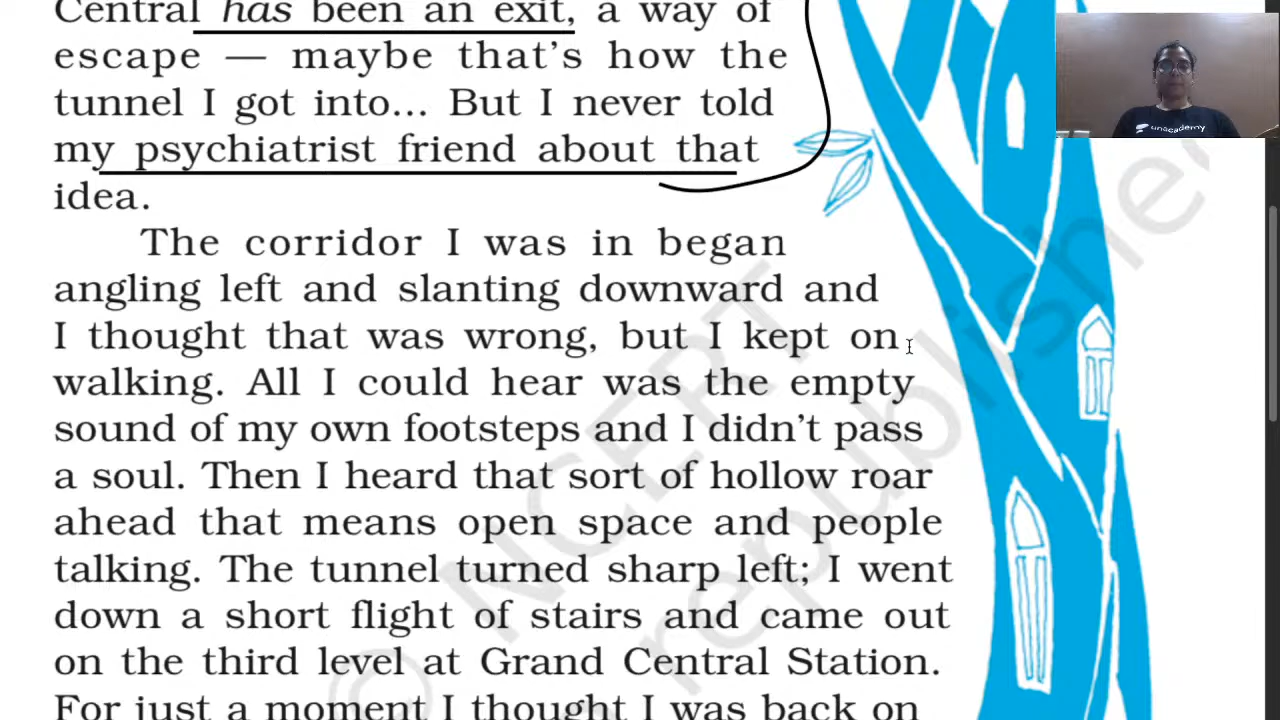 Central has been an exit, a way of
escape — maybe that's how the
tunnel I got into... But I never told
my psychiatrist friend about that
idea.
The corridor I was in began
angling left and slanting downward and
I thought that was wrong, but I kept on
walking. All I could hear was the empty
sound of my own footsteps and I didn't pass
a soul. Then I heard that sort of hollow roar
ahead that means open space and people
talking. The tunnel turned sharp left; I went
down a short flight of stairs and came out
on the third level at Grand Central Station.
For just a moment I thought I was back on
© NCERT
republishe
unacademy